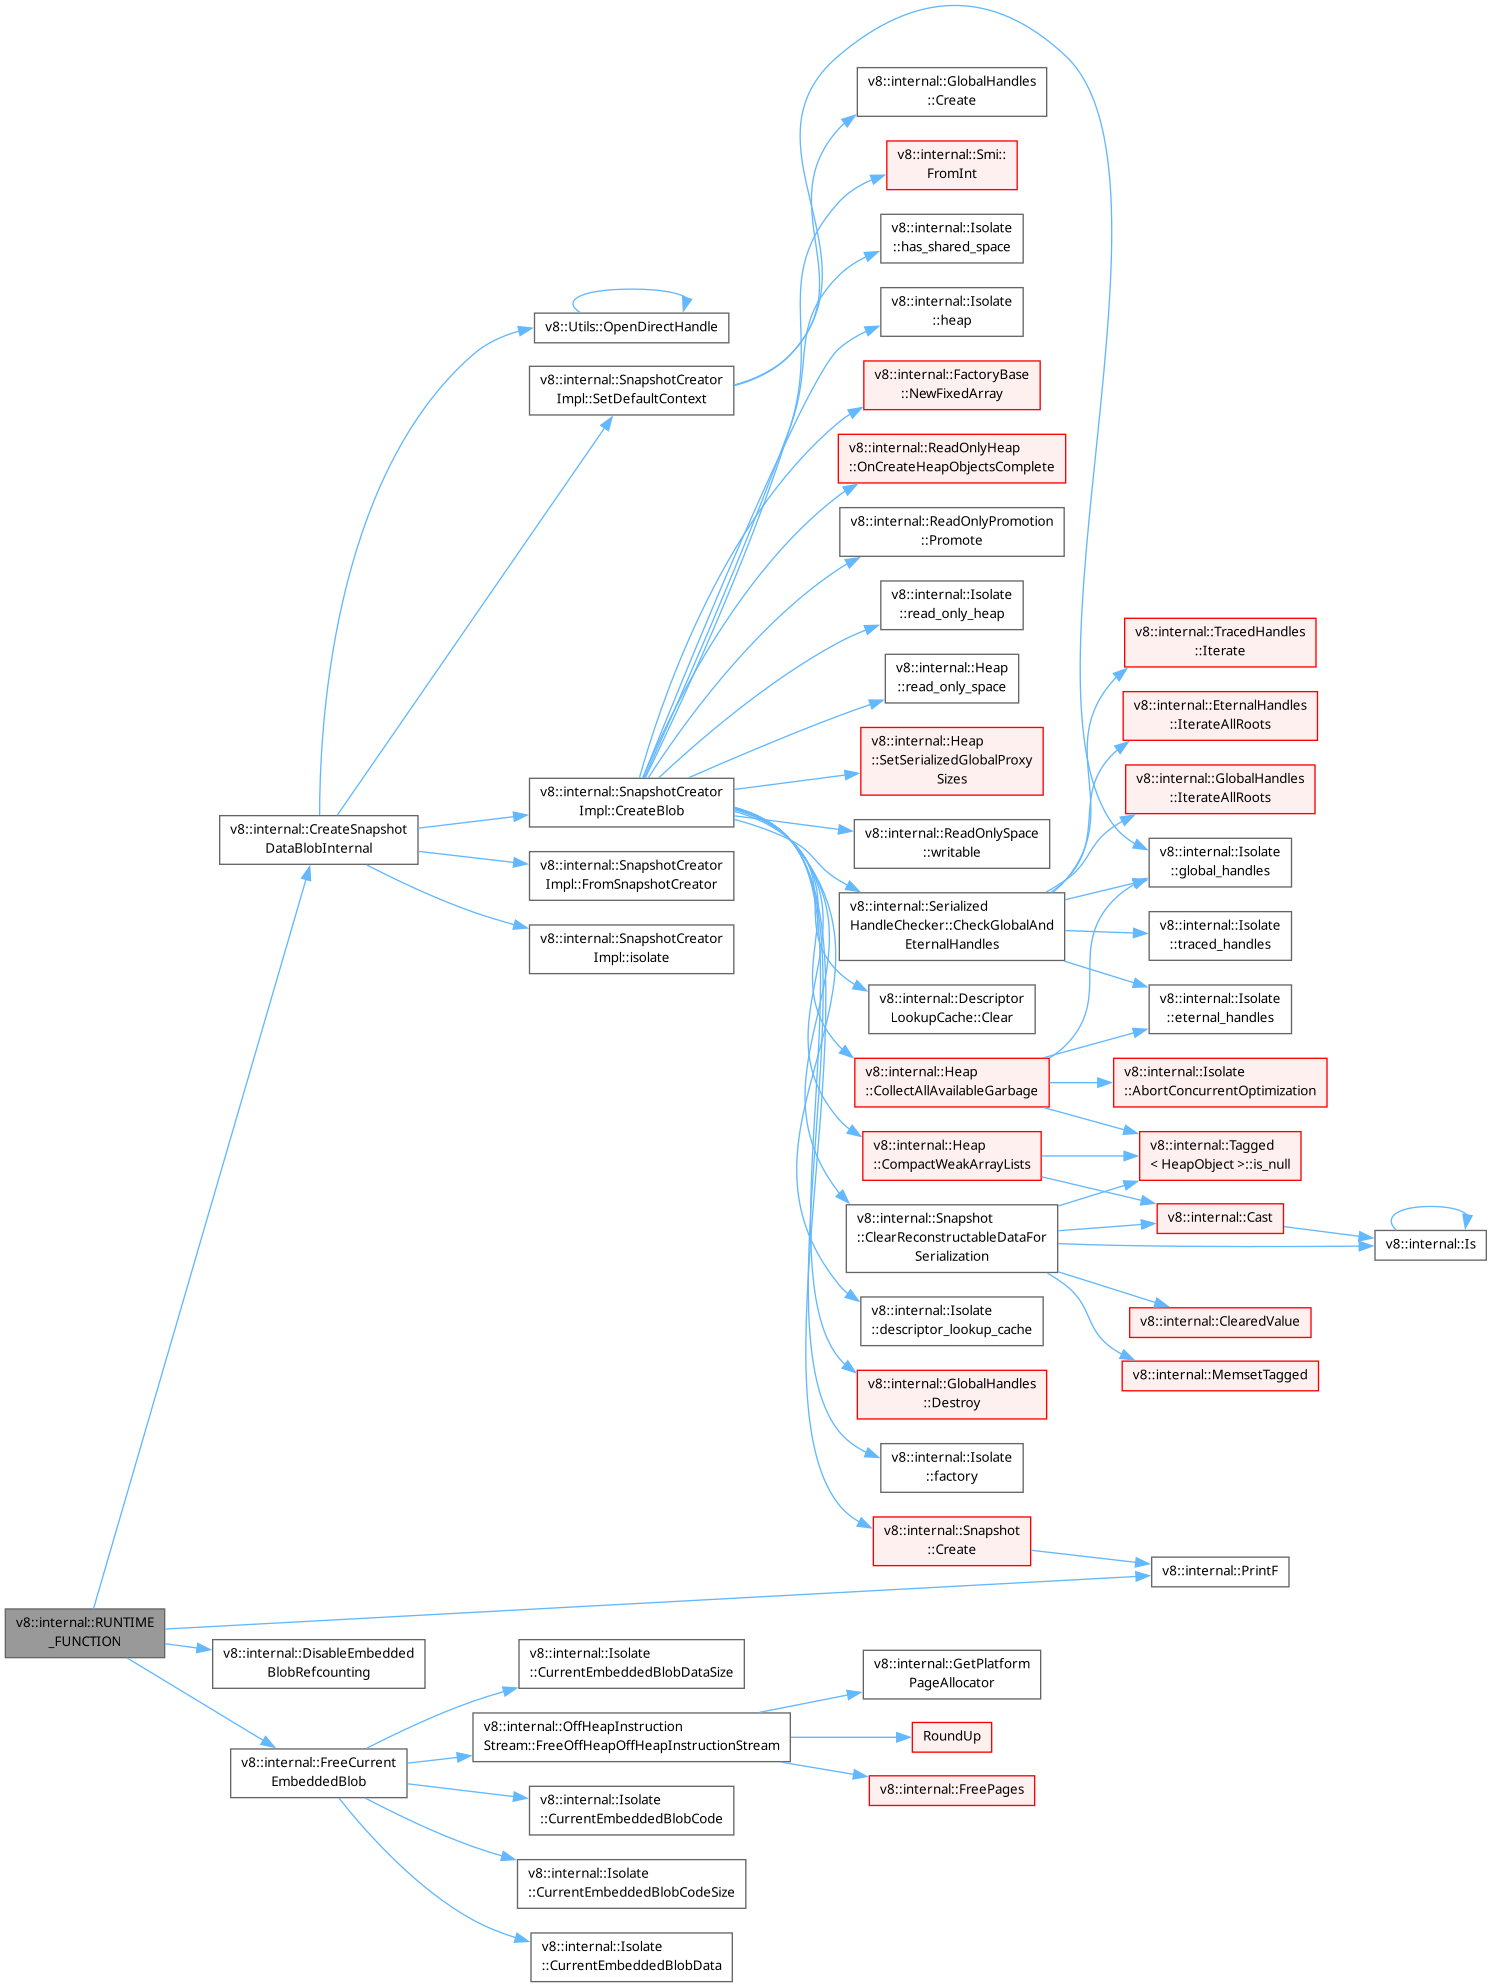 v8::internal::GlobalHandles
::Create
v8::internal::Smi::
FromInt
v8::internal::Isolate
::has_shared_space
v8::internal::Isolate
::heap
v8::Utils::OpenDirectHandle
v8::internal::SnapshotCreator
Impl::SetDefaultContext
v8::internal::FactoryBase
::NewFixedArray
v8::internal::ReadOnlyHeap
::OnCreateHeapObjectsComplete
v8::internal::ReadOnlyPromotion
::Promote
v8::internal::Isolate
::read_only_heap
v8::internal::Heap
::read_only_space
v8::internal::TracedHandles
::Iterate
v8::internal::EternalHandles
::IterateAllRoots
v8::internal::Heap
::SetSerializedGlobalProxy
Sizes
v8::internal::GlobalHandles
::IterateAllRoots
v8::internal::SnapshotCreator
Impl::CreateBlob
v8::internal::CreateSnapshot
DataBlobInternal
v8::internal::ReadOnlySpace
::writable
v8::internal::Isolate
::global_handles
v8::internal::SnapshotCreator
Impl::FromSnapshotCreator
v8::internal::Serialized
HandleChecker::CheckGlobalAnd
EternalHandles
v8::internal::Isolate
::traced_handles
v8::internal::SnapshotCreator
Impl::isolate
v8::internal::Descriptor
LookupCache::Clear
v8::internal::Isolate
::eternal_handles
v8::internal::Heap
::CollectAllAvailableGarbage
v8::internal::Isolate
::AbortConcurrentOptimization
v8::internal::Heap
::CompactWeakArrayLists
v8::internal::Tagged
< HeapObject >::is_null
v8::internal::Snapshot
::ClearReconstructableDataFor
Serialization
v8::internal::Cast
v8::internal::Is
v8::internal::Isolate
::descriptor_lookup_cache
v8::internal::ClearedValue
v8::internal::MemsetTagged
v8::internal::GlobalHandles
::Destroy
v8::internal::Isolate
::factory
v8::internal::Snapshot
::Create
v8::internal::PrintF
v8::internal::RUNTIME
_FUNCTION
v8::internal::DisableEmbedded
BlobRefcounting
v8::internal::Isolate
::CurrentEmbeddedBlobDataSize
v8::internal::GetPlatform
PageAllocator
v8::internal::OffHeapInstruction
Stream::FreeOffHeapOffHeapInstructionStream
RoundUp
v8::internal::FreeCurrent
EmbeddedBlob
v8::internal::FreePages
v8::internal::Isolate
::CurrentEmbeddedBlobCode
v8::internal::Isolate
::CurrentEmbeddedBlobCodeSize
v8::internal::Isolate
::CurrentEmbeddedBlobData